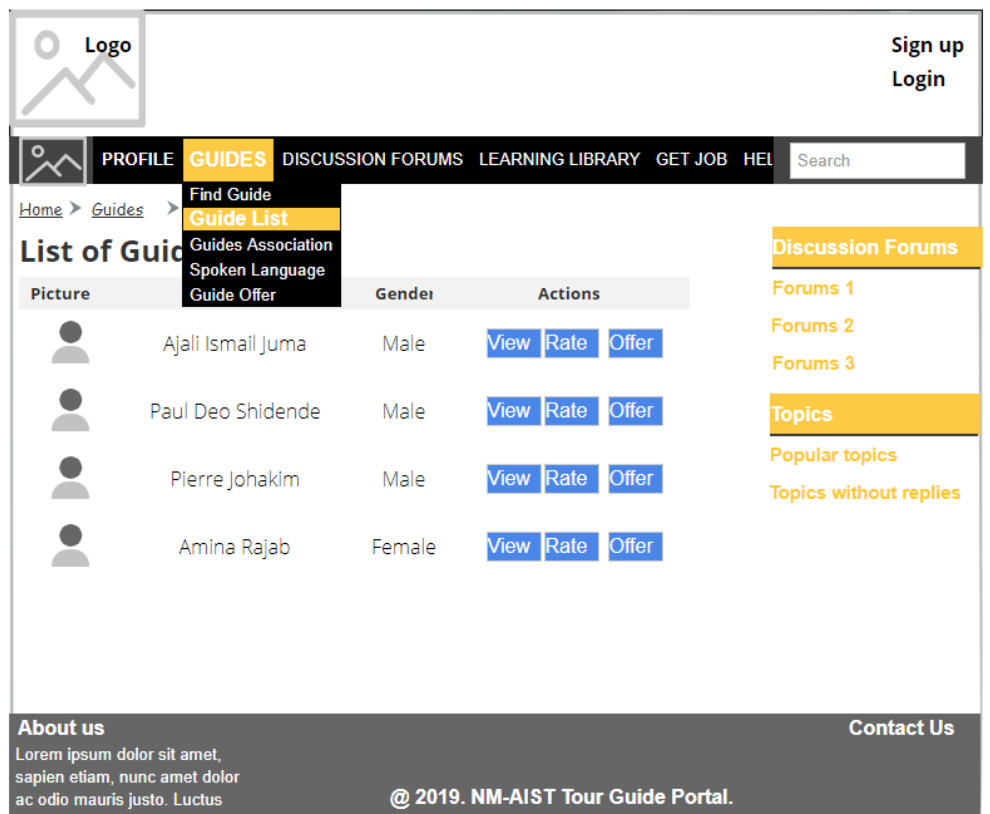 Logo
Sign up
Login
PROFILE GUIDES DISCUSSION FORUMS LEARNING LIBRARY GET JOB HEL Search
Find Guide
Home > Guides >
Guide List
List of Guid
Guides Association
Spoken Language
Guide Offer
Discussion Forums
Picture Gender Actions
Forums 1
Ajali Ismail Juma Male View Rate Offer
Forums 2
Forums 3
Paul Deo Shidende Male View Rate Offer
Topics
Popular topics
Pierre Johakim Male View Rate Offer
Topics without replies
Amina Rajab Female View Rate Offer
About us
Contact Us
Lorem ipsum dolor sit amet,
sapien etiam, nunc amet dolor
ac odio mauris justo. Luctus
@ 2019. NM-AIST Tour Guide Portal.